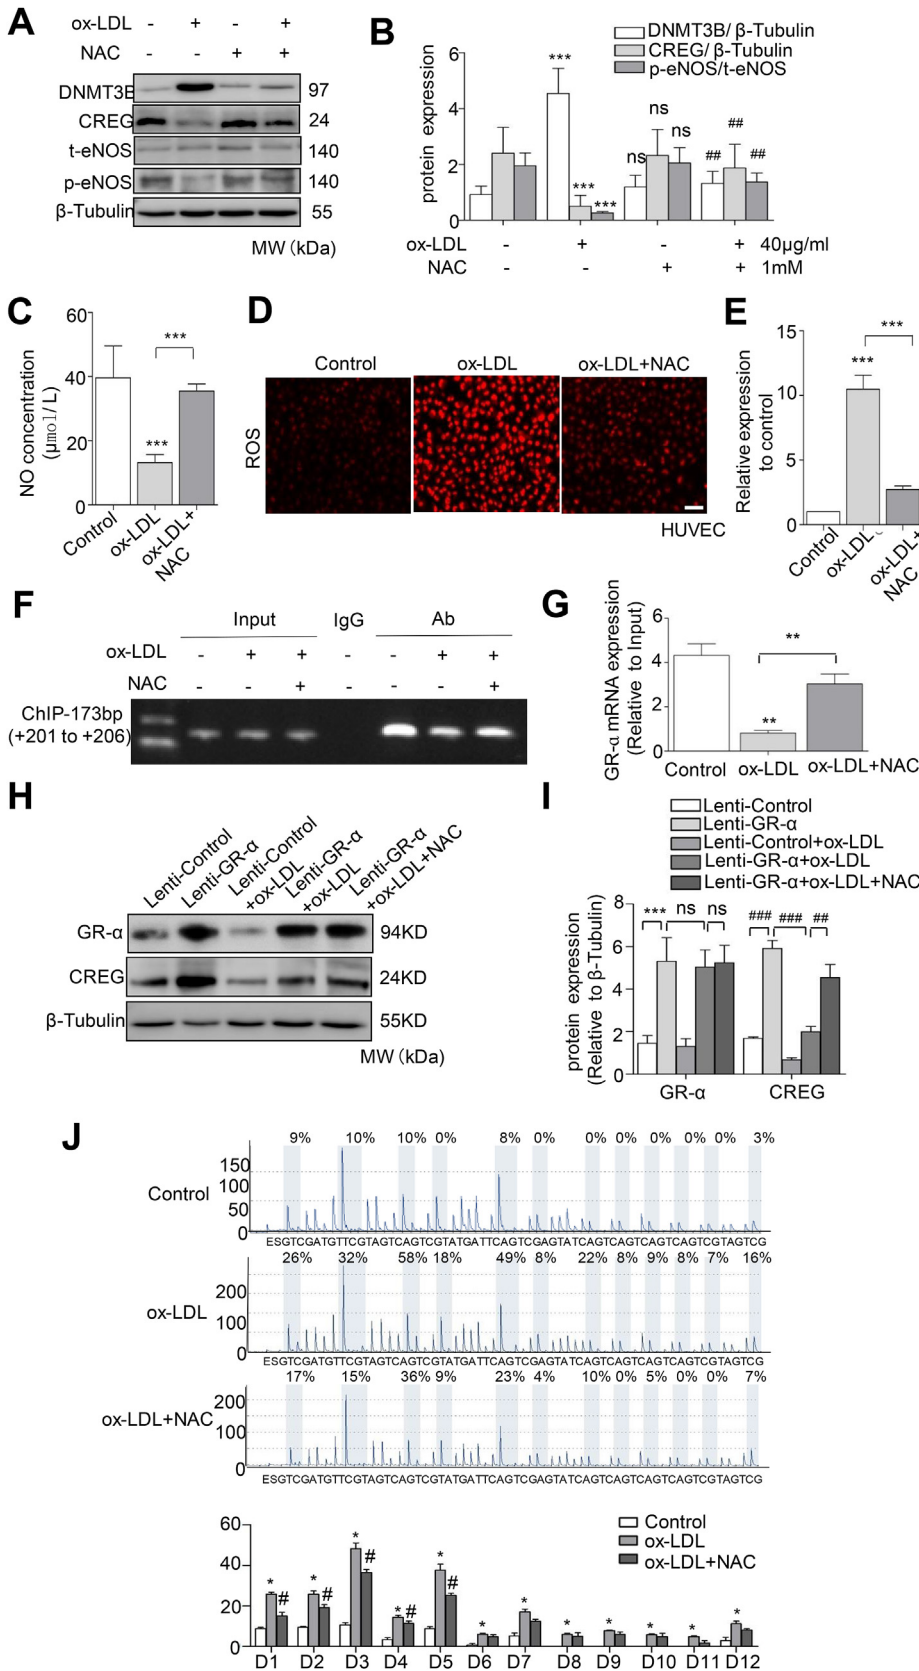 A
ox-LDL - + - +
NAC - - + +
DNMT3B 97
CREG 24
t-eNOS 140
p-eNOS 140
β-Tubulin 55
MW (kDa)
B
DNMT3B/ β-Tubulin
CREG/ β-Tubulin
p-eNOS/t-eNOS
protein expression
6
4
2
0
*** *** ***
ns ns ns
## ## ##
ox-LDL - + - + 40μg/ml
NAC - - + + 1mM
C
NO concentration
(μmol/ L)
60
40
20
0
***
***
Control
ox-LDL
ox-LDL+
NAC
D
Control ox-LDL ox-LDL+NAC
ROS
HUVEC
E
Relative expression
to control
15
10
5
0
***
***
Control
ox-LDL
ox-LDL+
NAC
F
Input IgG Ab
ox-LDL - + + - - + +
NAC - - + - - - +
ChIP-173bp
(+201 to +206)
G
GR-α mRNA expression
(Relative to Input)
6
4
2
0
**
**
Control ox-LDL ox-LDL+NAC
H
Lenti-Control
Lenti-GR-α
Lenti-Control
+ox-LDL
Lenti-GR-α
+ox-LDL
Lenti-GR-α
+ox-LDL+NAC
GR-α 94KD
CREG 24KD
β-Tubulin 55KD
MW (kDa)
I
Lenti-Control
Lenti-GR-α
Lenti-Control+ox-LDL
Lenti-GR-α+ox-LDL
Lenti-GR-α+ox-LDL+NAC
protein expression
(Relative to β-Tubulin)
8
6
4
2
0
*** ns ns ### ### ##
GR-α CREG
J
9% 10% 10% 0% 8% 0% 0% 0% 0% 0% 0% 3%
Control
150
100
50
0
ESGTCGATGTTCGTAGTCAGTCGTATGATTCAGTCGAGTATCAGTCAGTCAGTCAGTCGTAGTCG
26% 32% 58% 18% 49% 8% 22% 8% 9% 8% 7% 16%
ox-LDL
200
100
0
ESGTCGATGTTCGTAGTCAGTCGTATGATTCAGTCGAGTATCAGTCAGTCAGTCAGTCGTAGTCG
17% 15% 36% 9% 23% 4% 10% 0% 5% 0% 0% 7%
ox-LDL+NAC
200
100
0
ESGTCGATGTTCGTAGTCAGTCGTATGATTCAGTCGAGTATCAGTCAGTCAGTCAGTCGTAGTCG
Control
ox-LDL
ox-LDL+NAC
60
40
20
0
* # * # * # * # * # * * * * * * *
D1 D2 D3 D4 D5 D6 D7 D8 D9 D10 D11 D12